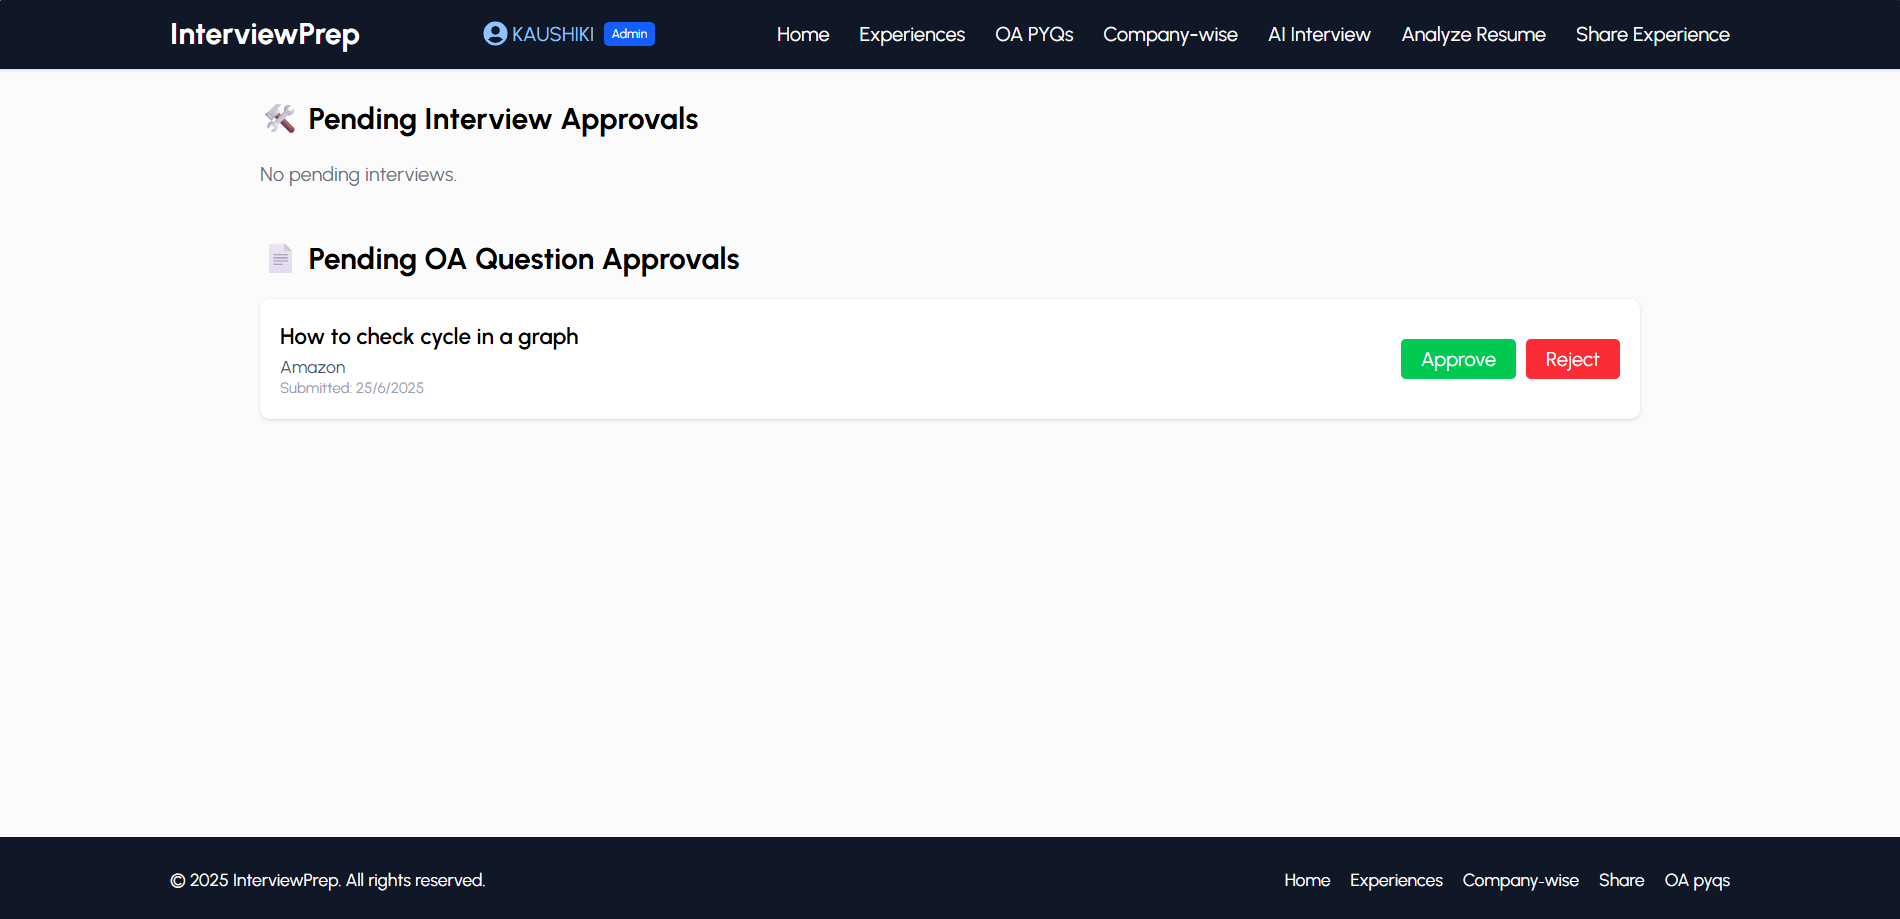 InterviewPrep KAUSHIKI Admin Home Experiences OA PYQs Company-wise AI Interview Analyze Resume Share Experience
Pending Interview Approvals
No pending interviews.
Pending OA Question Approvals
How to check cycle in a graph
Amazon
Submitted: 25/6/2025
Approve Reject
© 2025 InterviewPrep. All rights reserved. Home Experiences Company-wise Share OA pyqs